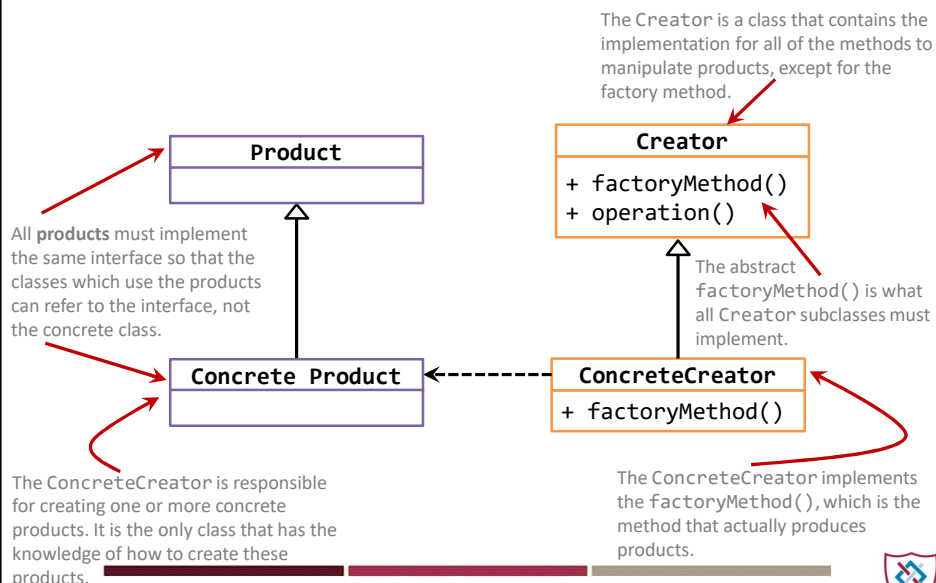 The Creator is a class that contains the
implementation for all of the methods to
manipulate products, except for the
factory method.
Product
Creator
+ factoryMethod()
+ operation()
All products must implement
the same interface so that the
classes which use the products
can refer to the interface, not
the concrete class.
The abstract
factoryMethod() is what
all Creator subclasses must
implement.
Concrete Product
ConcreteCreator
+ factoryMethod()
The ConcreteCreator is responsible
for creating one or more concrete
products. It is the only class that has the
knowledge of how to create these
products.
The ConcreteCreator implements
the factoryMethod(), which is the
method that actually produces
products.